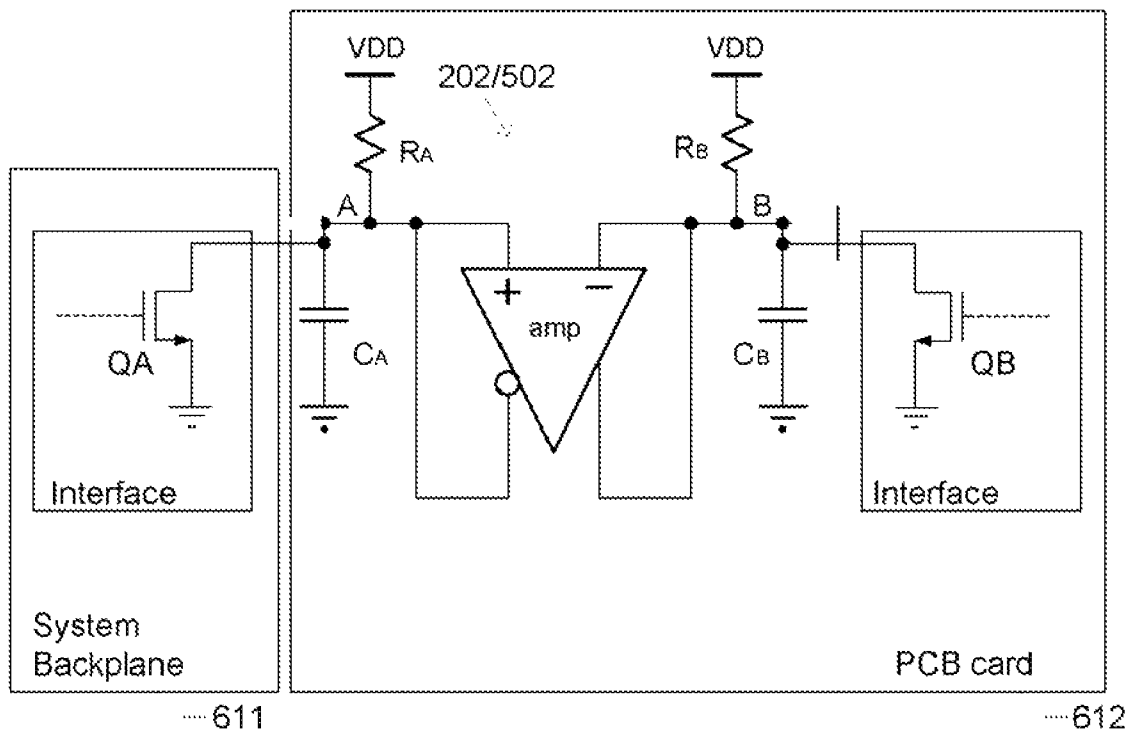 VDD
202/502
VDD
RA
RB
A
B
+
−
amp
QA
CA
CB
QB
Interface
Interface
System
Backplane
PCB card
611
612